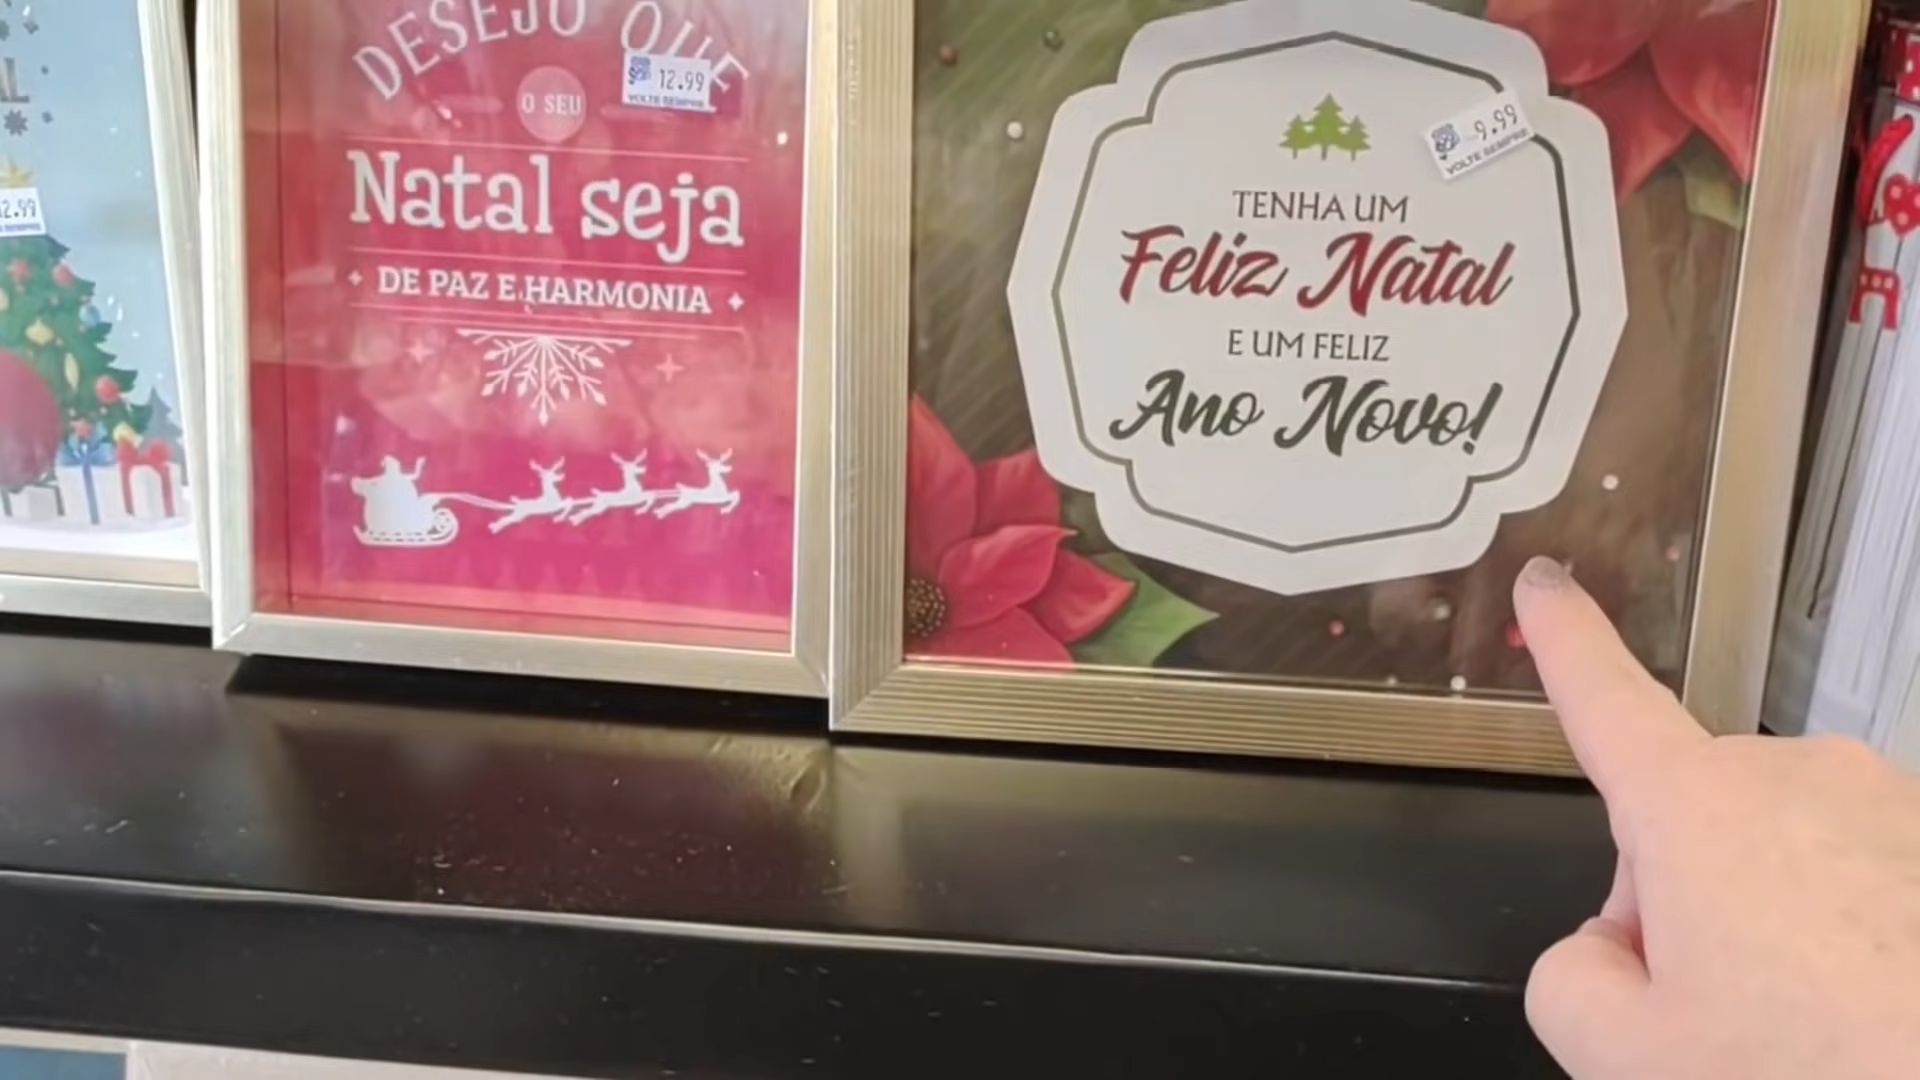 AL
12.99
DESEJO QUE
12.99
VOLTE SEMPRE
O SEU
Natal seja
DE PAZ E HARMONIA
9.99
VOLTE SEMPRE
TENHA UM
Feliz Natal
E UM FELIZ
Ano Novo!